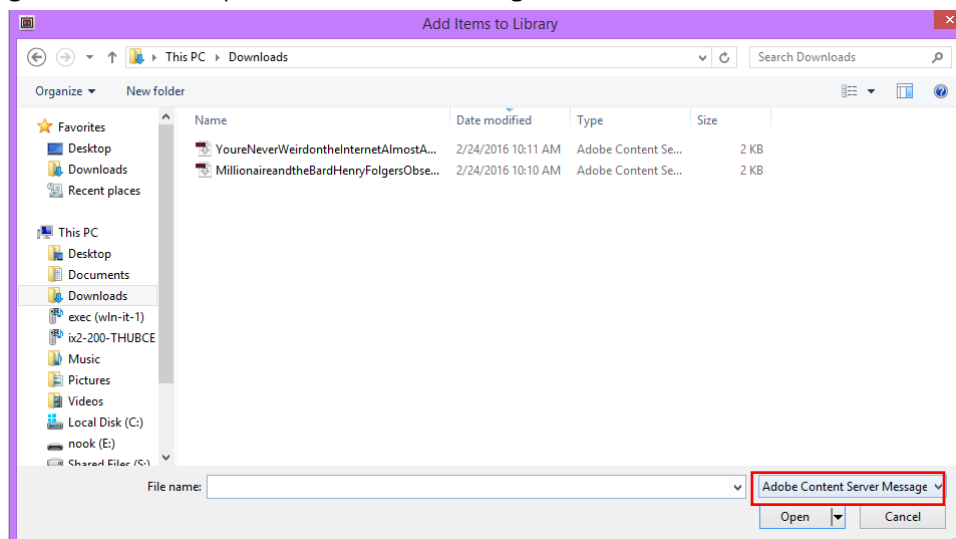 Add Items to Library
This PC Downloads
Search Downloads
Organize New folder
Name Date modified Type Size
YoureNeverWeirdontheInternetAlmostA... 2/24/2016 10:11 AM Adobe Content Se... 2 KB
MillionaireandtheBardHenryFolgersObse... 2/24/2016 10:10 AM Adobe Content Se... 2 KB
Favorites
Desktop
Downloads
Recent places
This PC
Desktop
Documents
Downloads
exec (wln-it-1)
ix2-200-THUBCE
Music
Pictures
Videos
Local Disk (C:)
nook (E:)
Shared Files (S:)
File name:
Adobe Content Server Message
Open Cancel